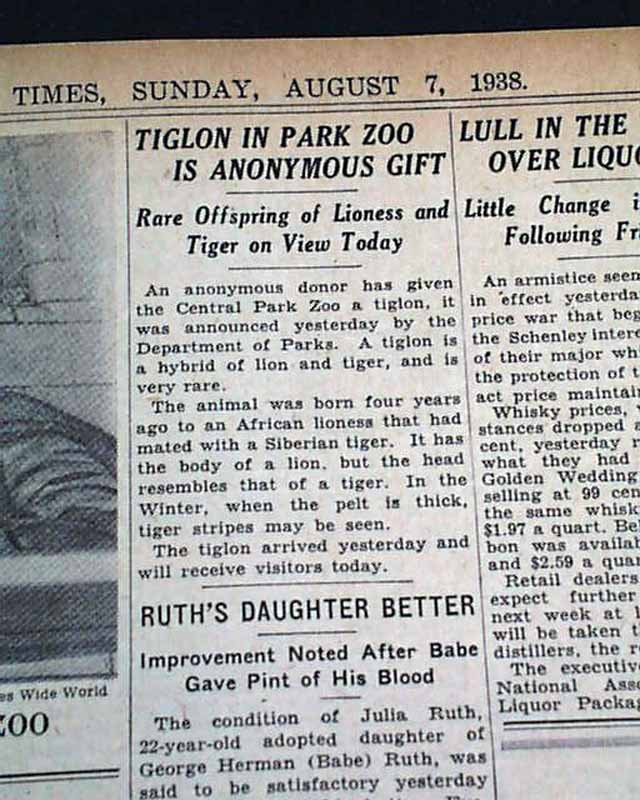 TIMES, SUNDAY, AUGUST 7, 1938.
es Wide World
ZOO
TIGLON IN PARK ZOO
IS ANONYMOUS GIFT
Rare Offspring of Lioness and
Tiger on View Today
An anonymous donor has given
the Central Park Zoo a tiglon, it
was announced yesterday by the
Department of Parks. A tiglon is
a hybrid of lion and tiger, and is
very rare.
The animal was born four years
ago to an African lioness that had
mated with a Siberian tiger. It has
the body of a lion, but the head
resembles that of a tiger. In the
Winter, when the pelt is thick,
tiger stripes may be seen.
The tiglon arrived yesterday and
will receive visitors today.
RUTH'S DAUGHTER BETTER
Improvement Noted After Babe
Gave Pint of His Blood
The condition of Julia Ruth,
22-year-old adopted daughter of
George Herman (Babe) Ruth, was
said to be satisfactory yesterday
LULL IN THE
OVER LIQUO
Little Change i
Following Fri
An armistice seem
in effect yesterda
price war that beg
the Schenley intere
of their major whi
the protection of t
act price maintain
Whisky prices,
stances dropped a
cent, yesterday r
what they had
Golden Wedding
selling at 99 cen
the same whisk
$1.97 a quart. Bel
bon was availab
and $2.59 a quar
Retail dealers
expect further
next week at l
will be taken t
distillers, the re
The executive
National Asso
Liquor Packag